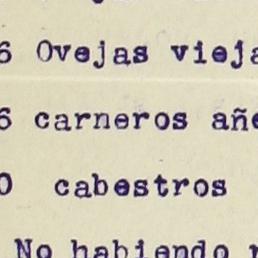 6 Ovejas vieja
6 carneros añe
0 cabestros
No habiendo